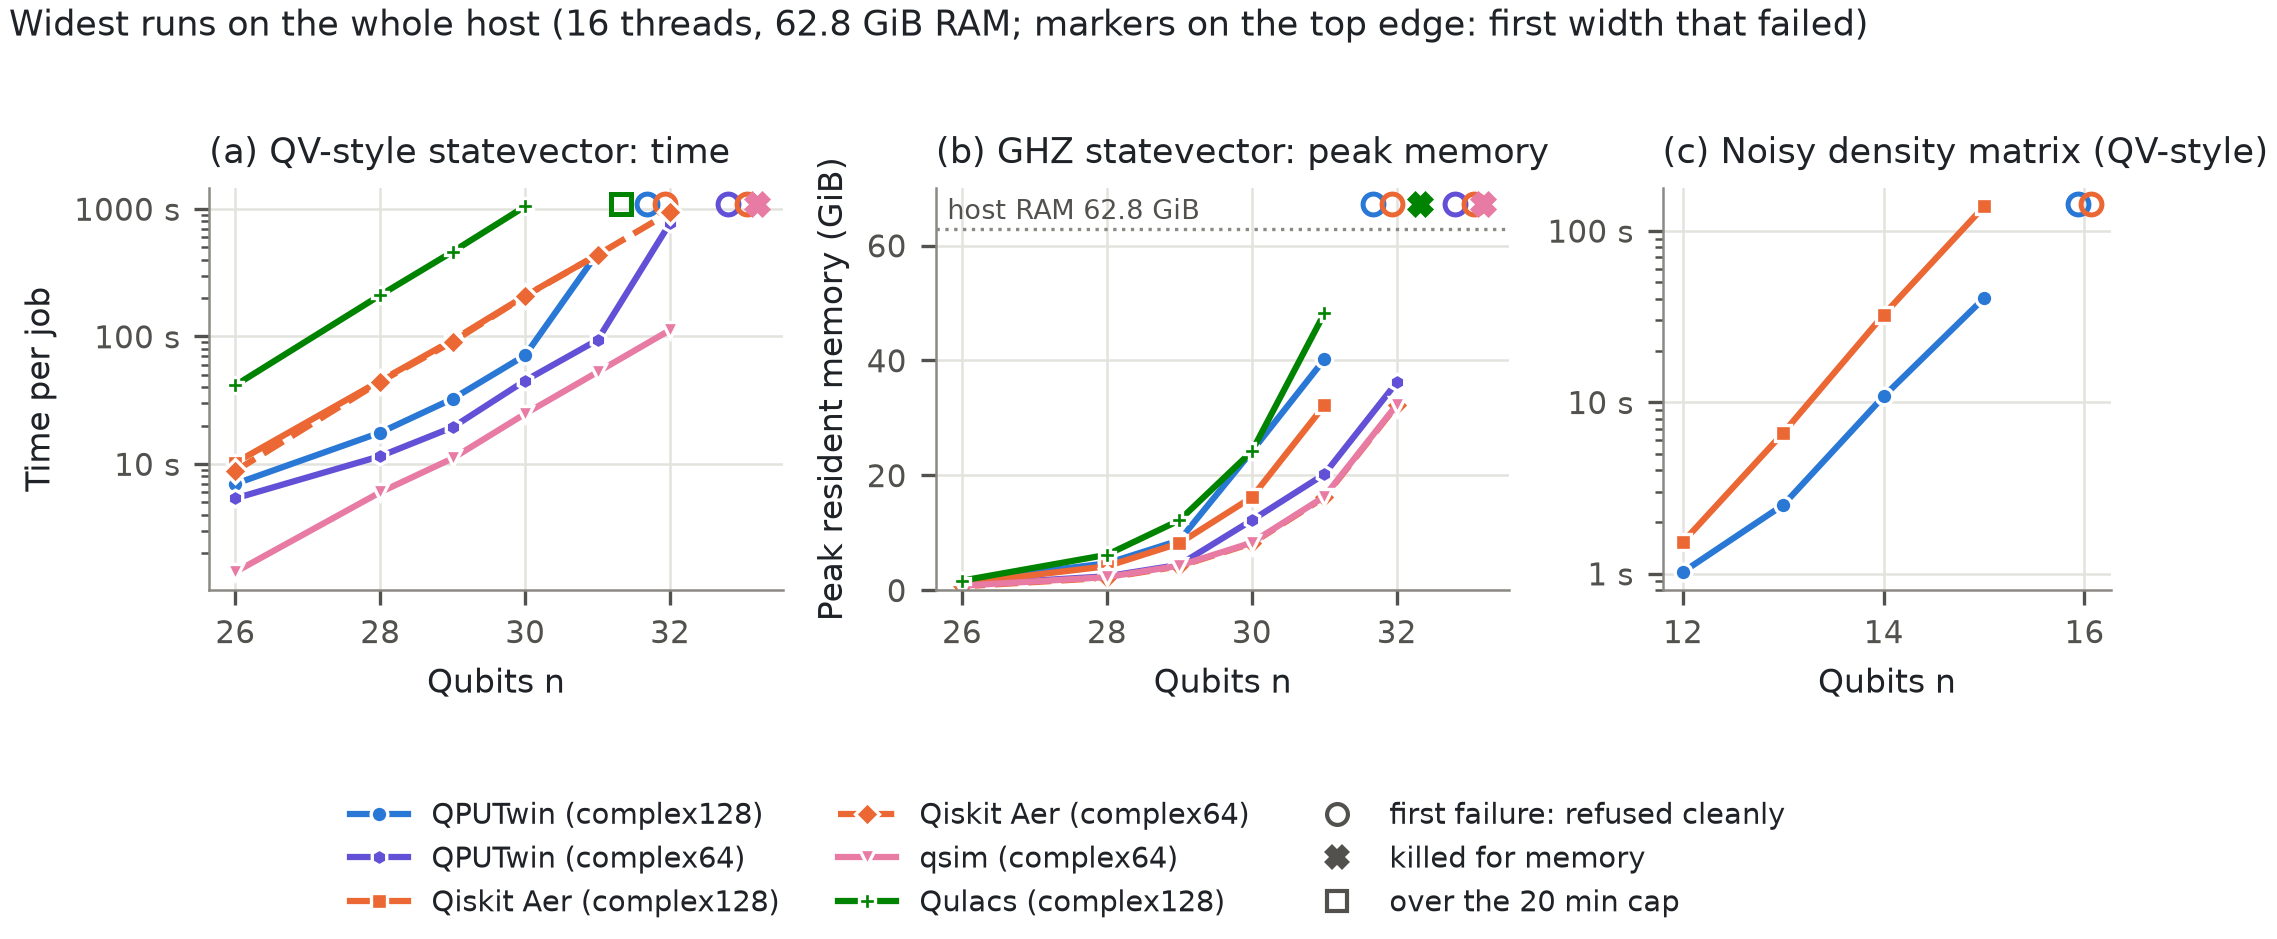 Widest runs on the whole host (16 threads, 62.8 GiB RAM; markers on the top edge: first width that failed)
(a) QV-style statevector: time
Time per job
1000 s
100 s
10 s
26 28 30 32
Qubits n
(b) GHZ statevector: peak memory
Peak resident memory (GiB)
host RAM 62.8 GiB
60
40
20
0
26 28 30 32
Qubits n
(c) Noisy density matrix (QV-style)
100 s
10 s
1 s
12 14 16
Qubits n
QPUTwin (complex128)
QPUTwin (complex64)
Qiskit Aer (complex128)
Qiskit Aer (complex64)
qsim (complex64)
Qulacs (complex128)
first failure: refused cleanly
killed for memory
over the 20 min cap